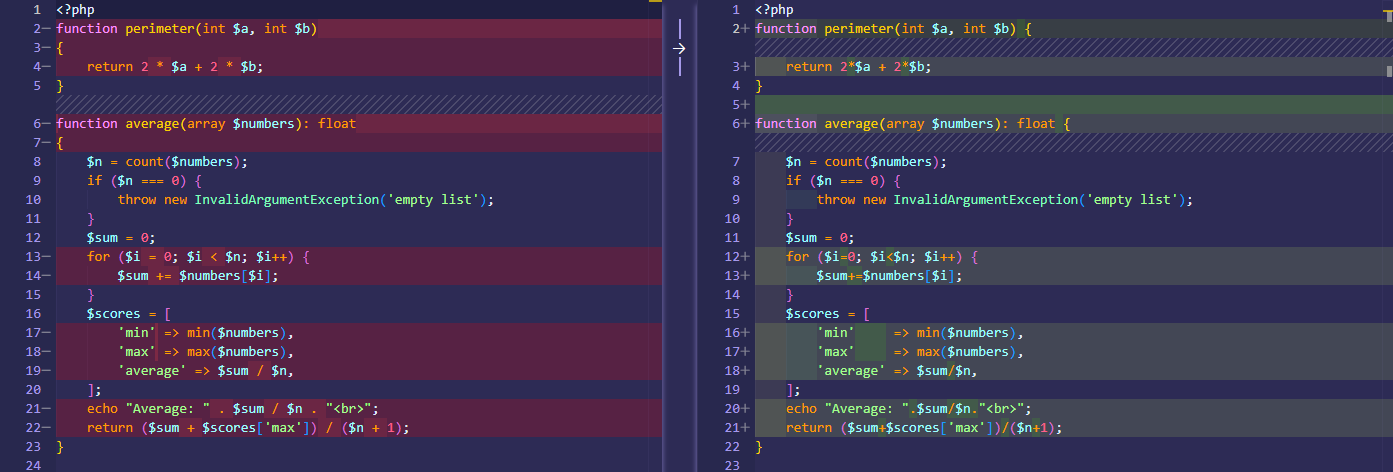 1 <?php
2- function perimeter(int $a, int $b)
3- {
4-     return 2 * $a + 2 * $b;
5 }
6- function average(array $numbers): float
7- {
8     $n = count($numbers);
9     if ($n === 0) {
10         throw new InvalidArgumentException('empty list');
11     }
12     $sum = 0;
13-     for ($i = 0; $i < $n; $i++) {
14-         $sum += $numbers[$i];
15     }
16     $scores = [
17-         'min' => min($numbers),
18-         'max' => max($numbers),
19-         'average' => $sum / $n,
20     ];
21-     echo "Average: " . $sum / $n . "<br>";
22-     return ($sum + $scores['max']) / ($n + 1);
23 }
24
1 <?php
2+ function perimeter(int $a, int $b) {
3+     return 2*$a + 2*$b;
4 }
5+
6+ function average(array $numbers): float {
7     $n = count($numbers);
8     if ($n === 0) {
9         throw new InvalidArgumentException('empty list');
10     }
11     $sum = 0;
12+     for ($i=0; $i<$n; $i++) {
13+         $sum+=$numbers[$i];
14     }
15     $scores = [
16+         'min'     => min($numbers),
17+         'max'     => max($numbers),
18+         'average' => $sum/$n,
19     ];
20+     echo "Average: ".$sum/$n."<br>";
21+     return ($sum+$scores['max'])/($n+1);
22 }
23